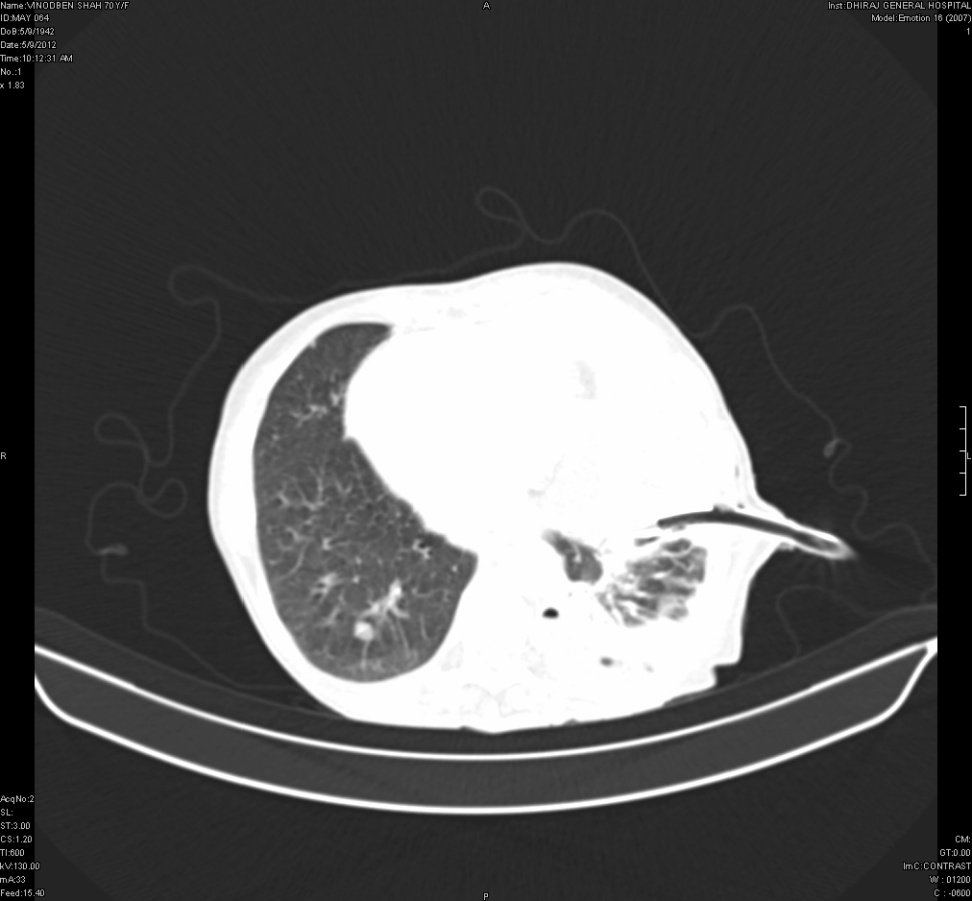 Name:VINODBEN SHAH 70Y/F
ID:MAY 064
DoB:5/9/1942
Date:5/9/2012
Time:10:12:31 AM
No.:1
x 1.83
A
Inst:DHIRAJ GENERAL HOSPITAL
Model:Emotion 16 (2007)
1
R
L
AcqNo:2
SL:
ST:3.00
CS:1.20
TI:600
kV:130.00
mA:33
Feed:15.40
P
CM:
GT:0.00
ImC:CONTRAST
W : 01200
C : -0600